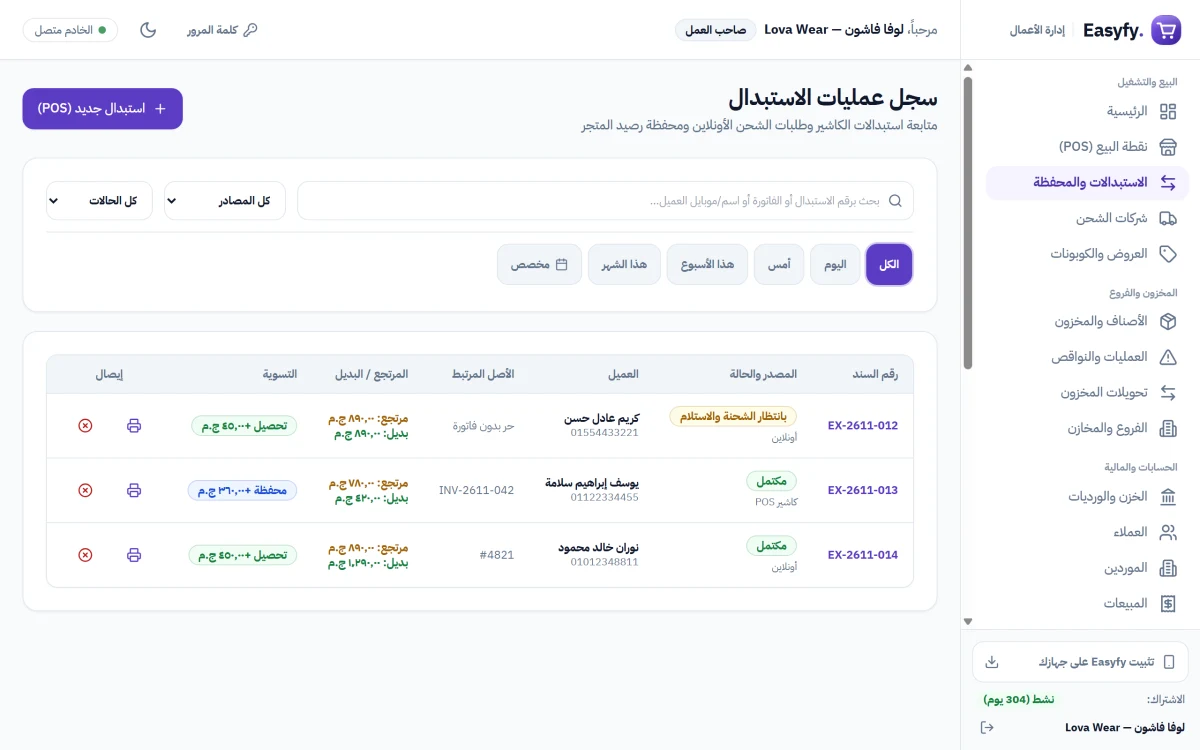 Easyfy.
إدارة الأعمال
البيع والتشغيل
الرئيسية
نقطة البيع (POS)
الاستبدالات والمحفظة
شركات الشحن
العروض والكوبونات
المخزون والفروع
الأصناف والمخزون
العمليات والنواقص
تحويلات المخزون
الفروع والمخازن
الحسابات والمالية
الخزن والورديات
العملاء
الموردين
المبيعات
تثبيت Easyfy على جهازك
الاشتراك: نشط (304 يوم)
لوفا فاشون — Lova Wear
مرحباً، لوفا فاشون — Lova Wear صاحب العمل
كلمة المرور
الخادم متصل
سجل عمليات الاستبدال
متابعة استبدالات الكاشير وطلبات الشحن الأونلاين ومحفظة رصيد المتجر
+ استبدال جديد (POS)
بحث برقم الاستبدال أو الفاتورة أو اسم/موبايل العميل...
كل المصادر
كل الحالات
الكل
اليوم
أمس
هذا الأسبوع
هذا الشهر
مخصص
رقم السند المصدر والحالة العميل الأصل المرتبط المرتجع / البديل التسوية إيصال
EX-2611-012
بانتظار الشحنة والاستلام
أونلاين
كريم عادل حسن
01554433221
حر بدون فاتورة
مرتجع: ٨٩٠,٠٠ ج.م
بديل: ٨٩٠,٠٠ ج.م
تحصيل +٤٥,٠٠ ج.م
EX-2611-013
مكتمل
كاشير POS
يوسف إبراهيم سلامة
01122334455
INV-2611-042
مرتجع: ٧٨٠,٠٠ ج.م
بديل: ٤٢٠,٠٠ ج.م
محفظة +٣٦٠,٠٠ ج.م
EX-2611-014
مكتمل
أونلاين
نوران خالد محمود
01012348811
#4821
مرتجع: ٨٩٠,٠٠ ج.م
بديل: ١,٢٩٠,٠٠ ج.م
تحصيل +٤٥٠,٠٠ ج.م